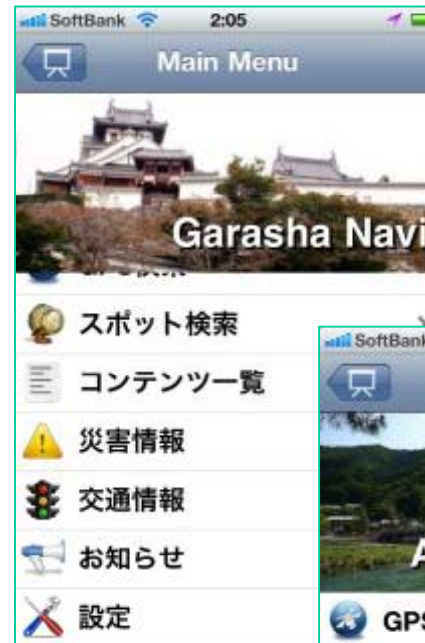 SoftBank 2:05
Main Menu
Garasha Navi
スポット検索
コンテンツ一覧
災害情報
交通情報
お知らせ
設定
SoftBank
A
GPS